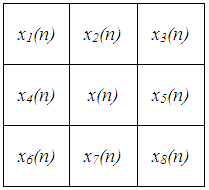 x₁(n) x₂(n) x₃(n)
x₄(n) x(n) x₅(n)
x₆(n) x₇(n) x₈(n)